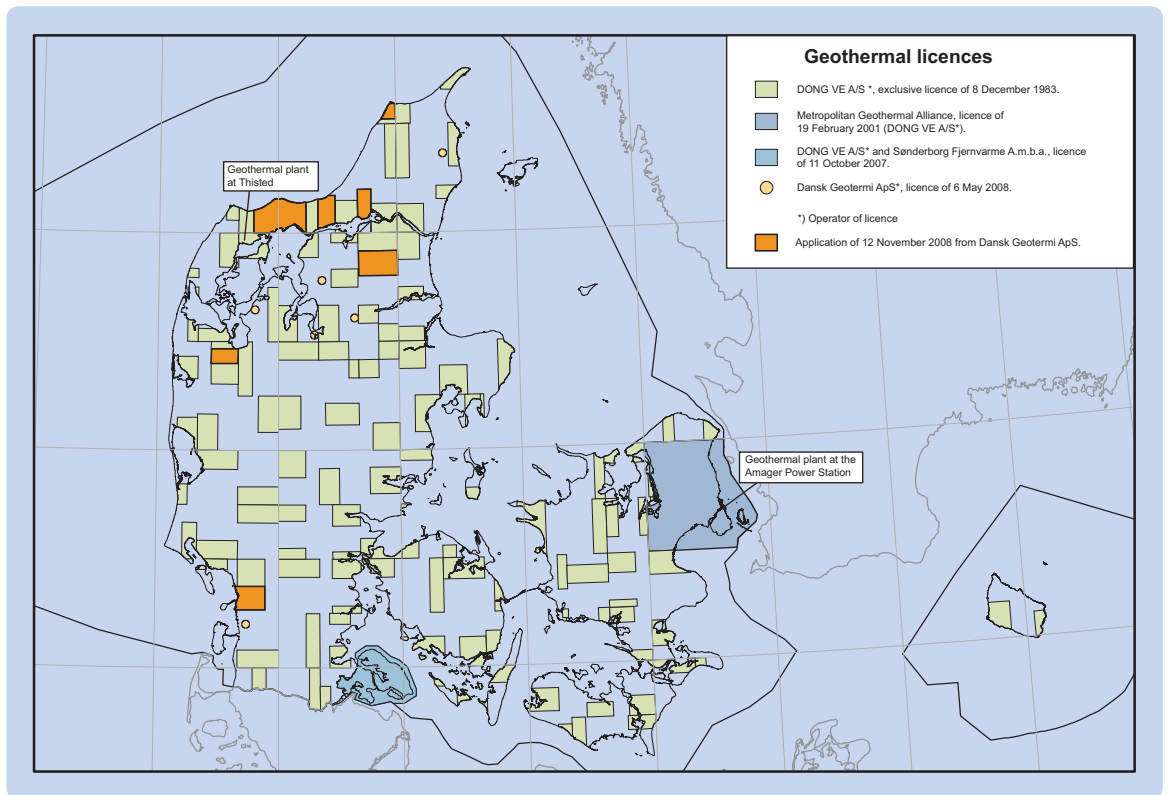 Geothermal licences
DONG VE A/S *, exclusive licence of 8 December 1983.
Metropolitan Geothermal Alliance, licence of
19 February 2001 (DONG VE A/S*).
DONG VE A/S* and Sønderborg Fjernvarme A.m.b.a., licence
of 11 October 2007.
Dansk Geotermi ApS*, licence of 6 May 2008.
*) Operator of licence
Application of 12 November 2008 from Dansk Geotermi ApS.
Geothermal plant
at Thisted
Geothermal plant at the
Amager Power Station